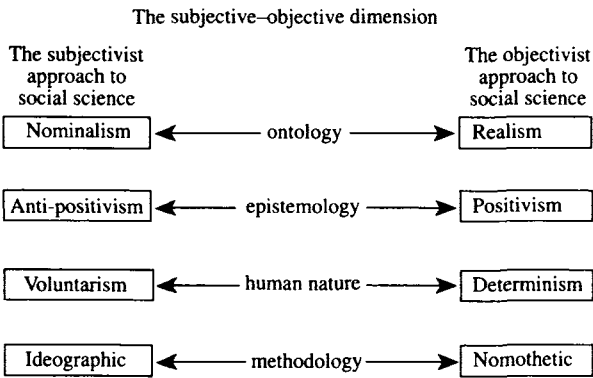 The subjective–objective dimension
The subjectivist
approach to
social science
The objectivist
approach to
social science
Nominalism ontology Realism
Anti-positivism epistemology Positivism
Voluntarism human nature Determinism
Ideographic methodology Nomothetic